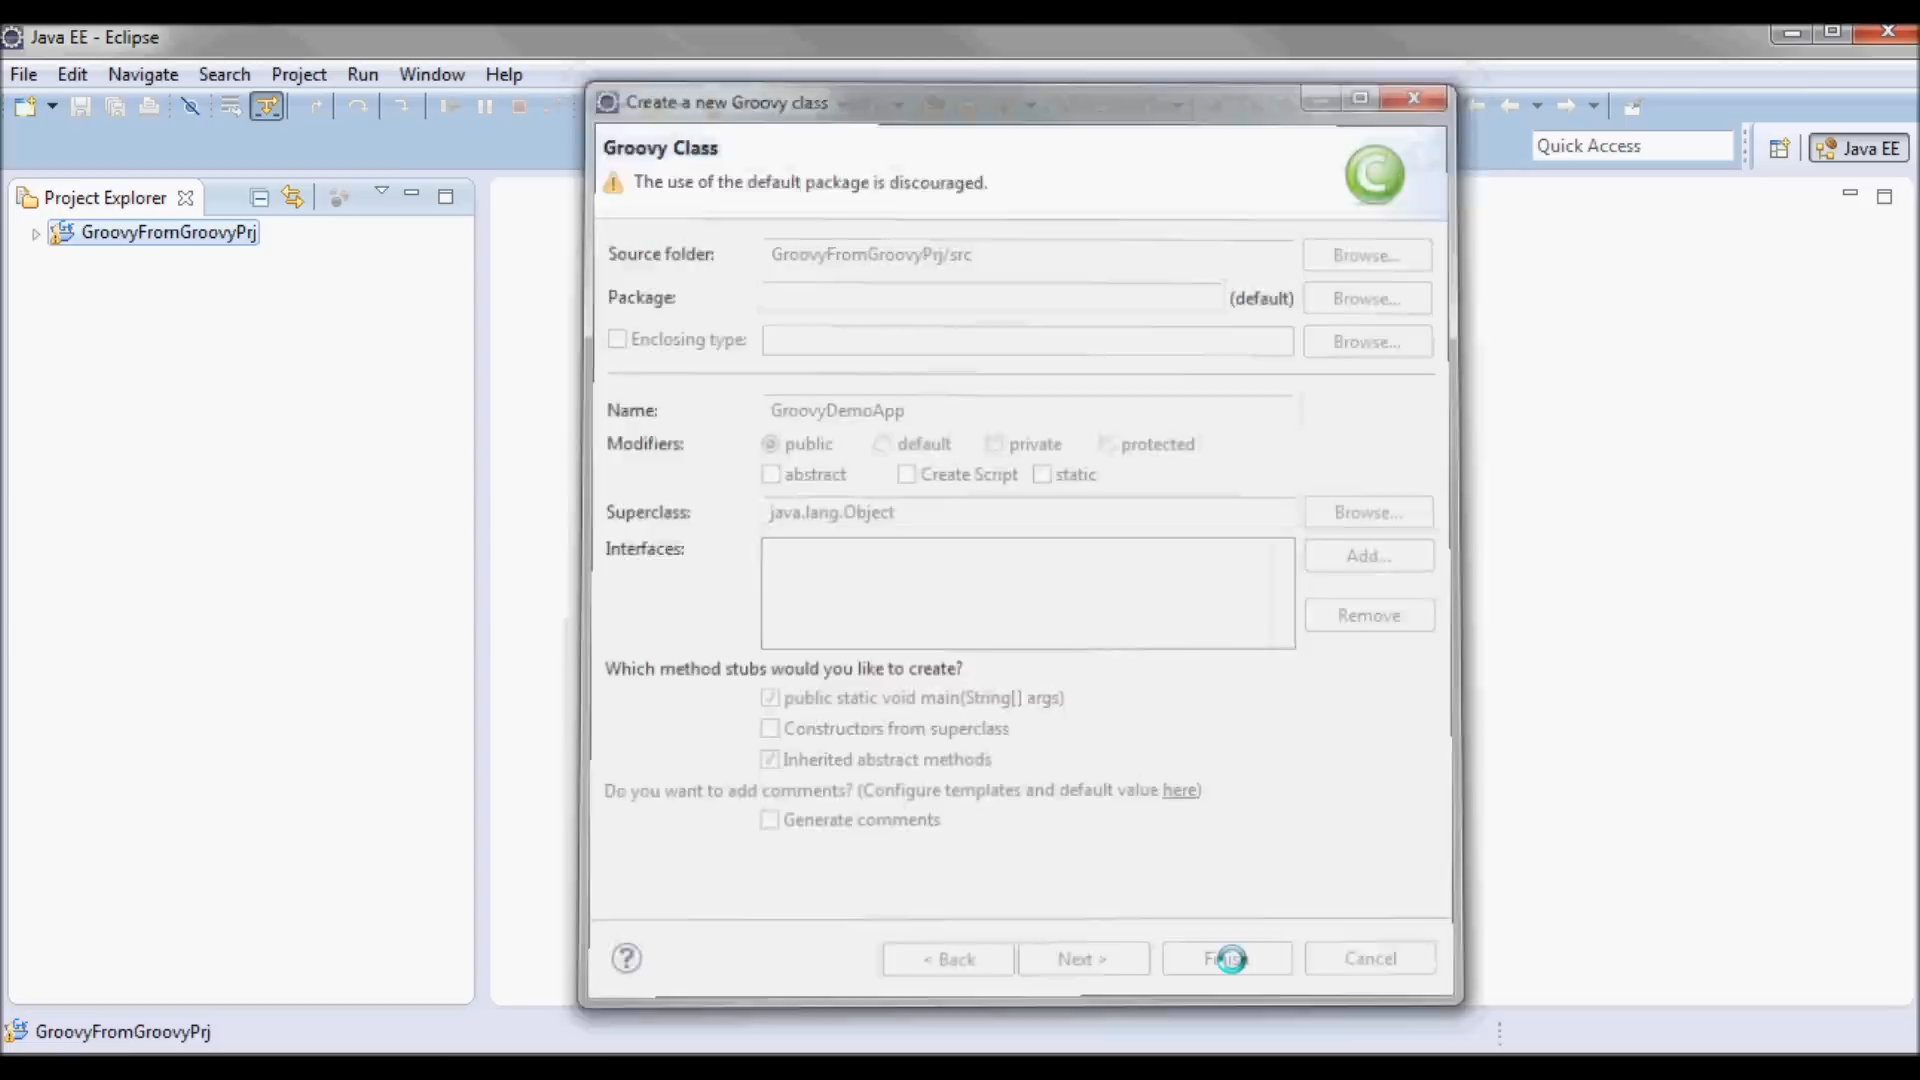 Java EE - Eclipse
File Edit Navigate Search Project Run Window Help
Quick Access
Java EE
Project Explorer
GroovyFromGroovyPrj
Create a new Groovy class
Groovy Class
The use of the default package is discouraged.
Source folder: GroovyFromGroovyPrj/src Browse...
Package: (default) Browse...
Enclosing type: Browse...
Name: GroovyDemoApp
Modifiers: public default private protected
abstract Create Script static
Superclass: java.lang.Object Browse...
Interfaces: Add...
Remove
Which method stubs would you like to create?
public static void main(String[] args)
Constructors from superclass
Inherited abstract methods
Do you want to add comments? (Configure templates and default value here)
Generate comments
< Back Next > Finish Cancel
GroovyFromGroovyPrj